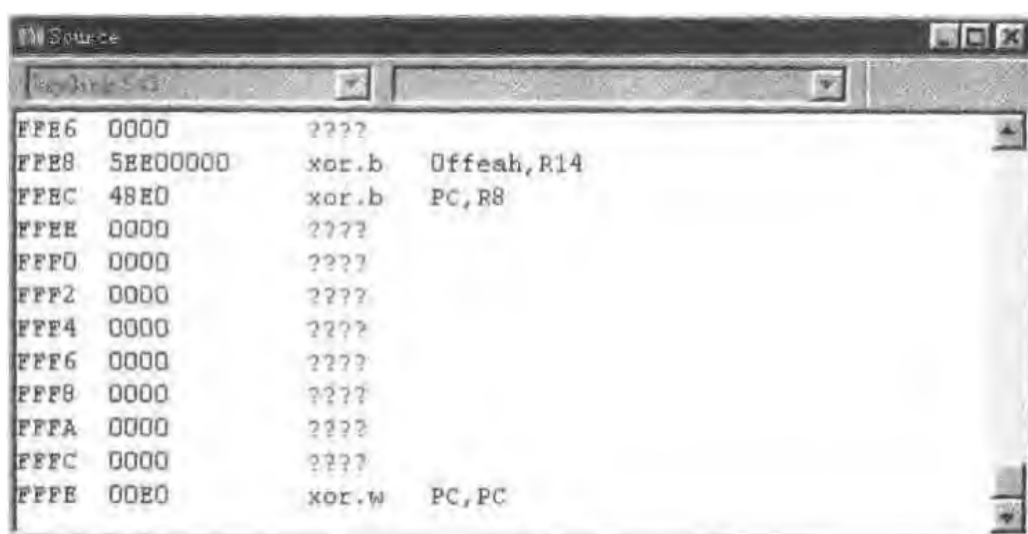 Source
FFE6 0000 ????
FFE8 5EE00000 xor.b 0ffeah,R14
FFEC 48E0 xor.b PC,R8
FFEE 0000 ????
FFF0 0000 ????
FFF2 0000 ????
FFF4 0000 ????
FFF6 0000 ????
FFF8 0000 ????
FFFA 0000 ????
FFFC 0000 ????
FFFE 00E0 xor.w PC,PC